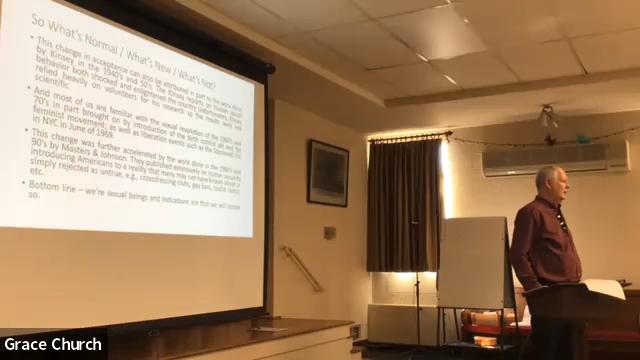 So What's Normal / What's New / What's Not?
• This change in acceptance can also be attributed in part to the work done
by Kinsey in the 1940's and 50's. The Kinsey reports on human sexual
behavior both shocked and enlightened the country (unfortunately, Kinsey
relied heavily on volunteers for his research so the results were not
scientific.
• And most of us are familiar with the sexual revolution of the 1960's and
70's in part brought on by introduction of the birth control pill and the
feminist movement; as well as liberation events such as the Stonewall
in NYC in June of 1969.
• This change was further accelerated by the work done in the and
90's by Masters & Johnson. They published extensively on human sexuality
introducing Americans to a reality that many may not have known about or
simply rejected as untrue, e.g., crossdressing clubs, gay bars,
etc.
• Bottom line – we're sexual beings and indications are that we will remain
so.
Grace Church